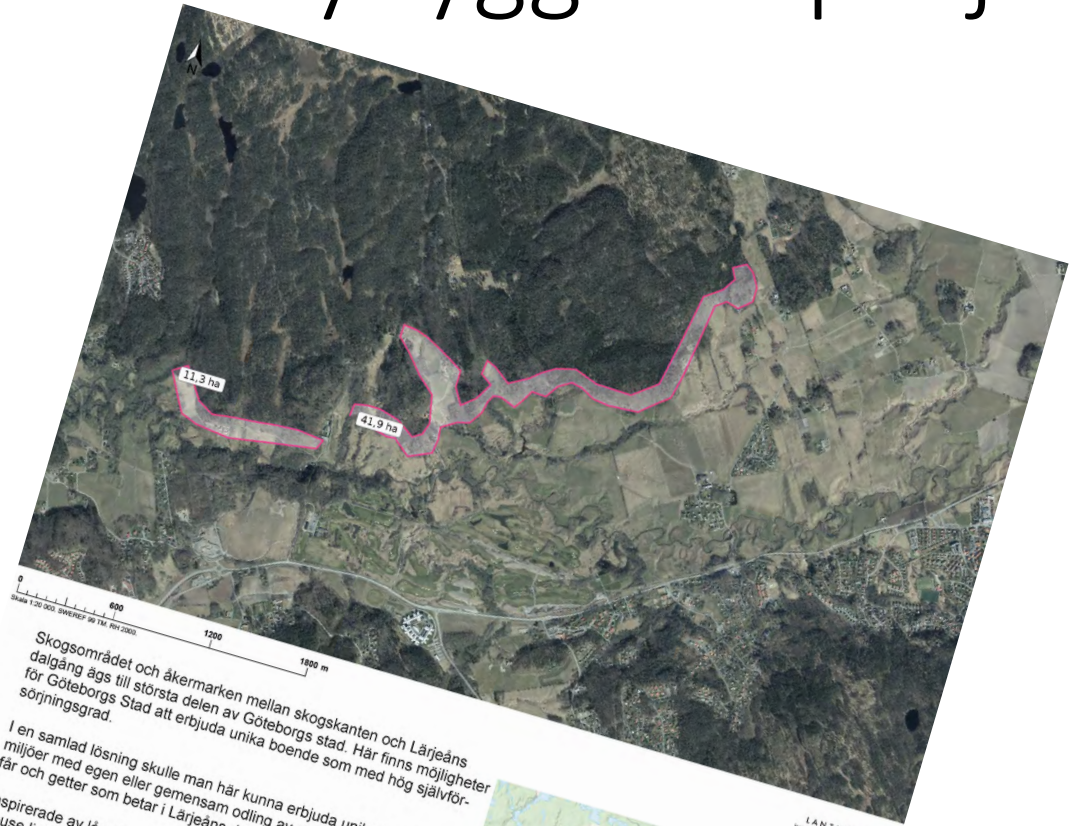 N
11,3 ha
41,9 ha
0
600
1200
1800 m
Skala 1:20 000. SWEREF 99 TM. RH 2000.
Skogsområdet och åkermarken mellan skogskanten och Lärjeåns
dalgång ägs till största delen av Göteborgs stad. Här finns möjligheter
för Göteborgs Stad att erbjuda unika boende som med hög självför-
sörjningsgrad.
I en samlad lösning skulle man här kunna erbjuda
miljöer med egen eller gemensam odling
får och getter som betar i Lärjeåns